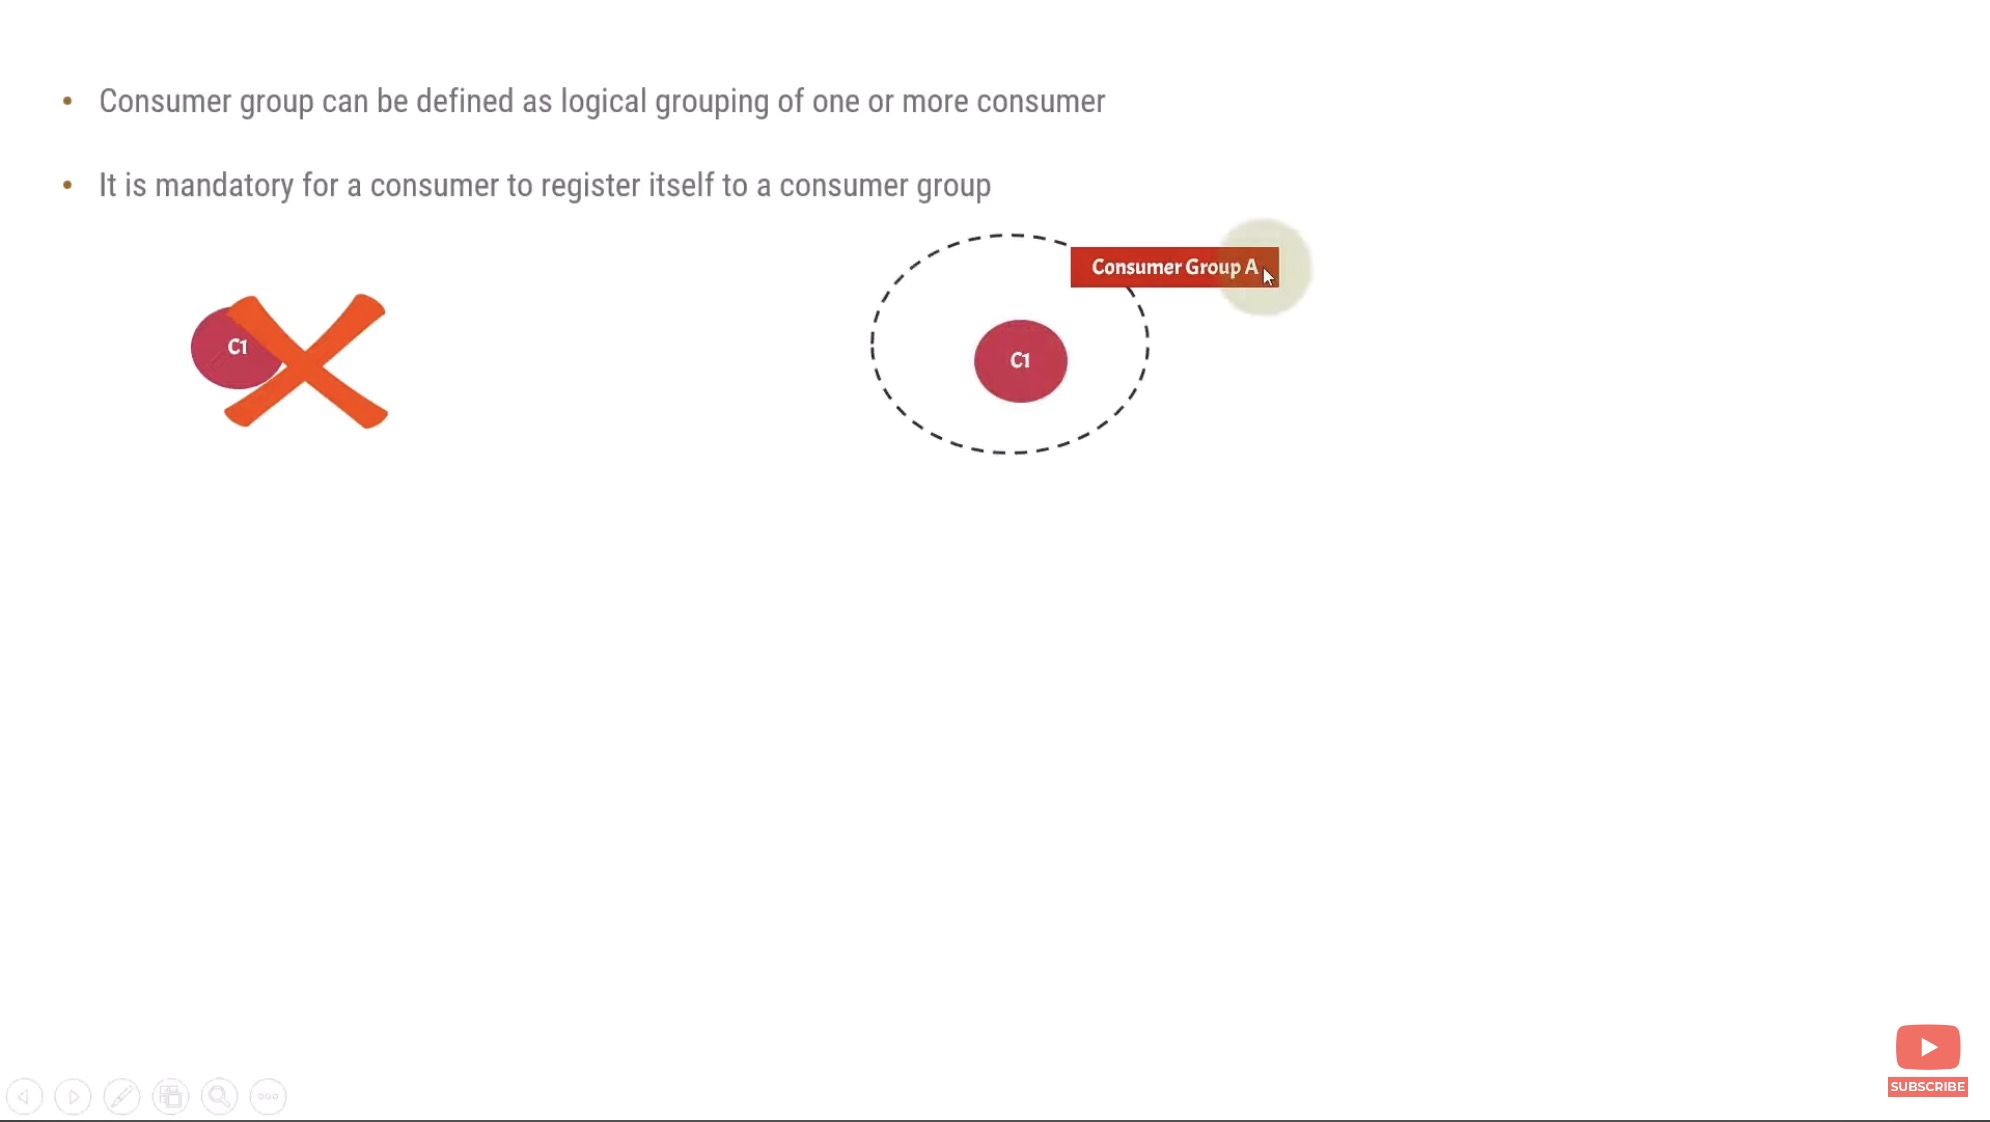 Consumer group can be defined as logical grouping of one or more consumer
It is mandatory for a consumer to register itself to a consumer group
Consumer Group A
C1
C1
SUBSCRIBE